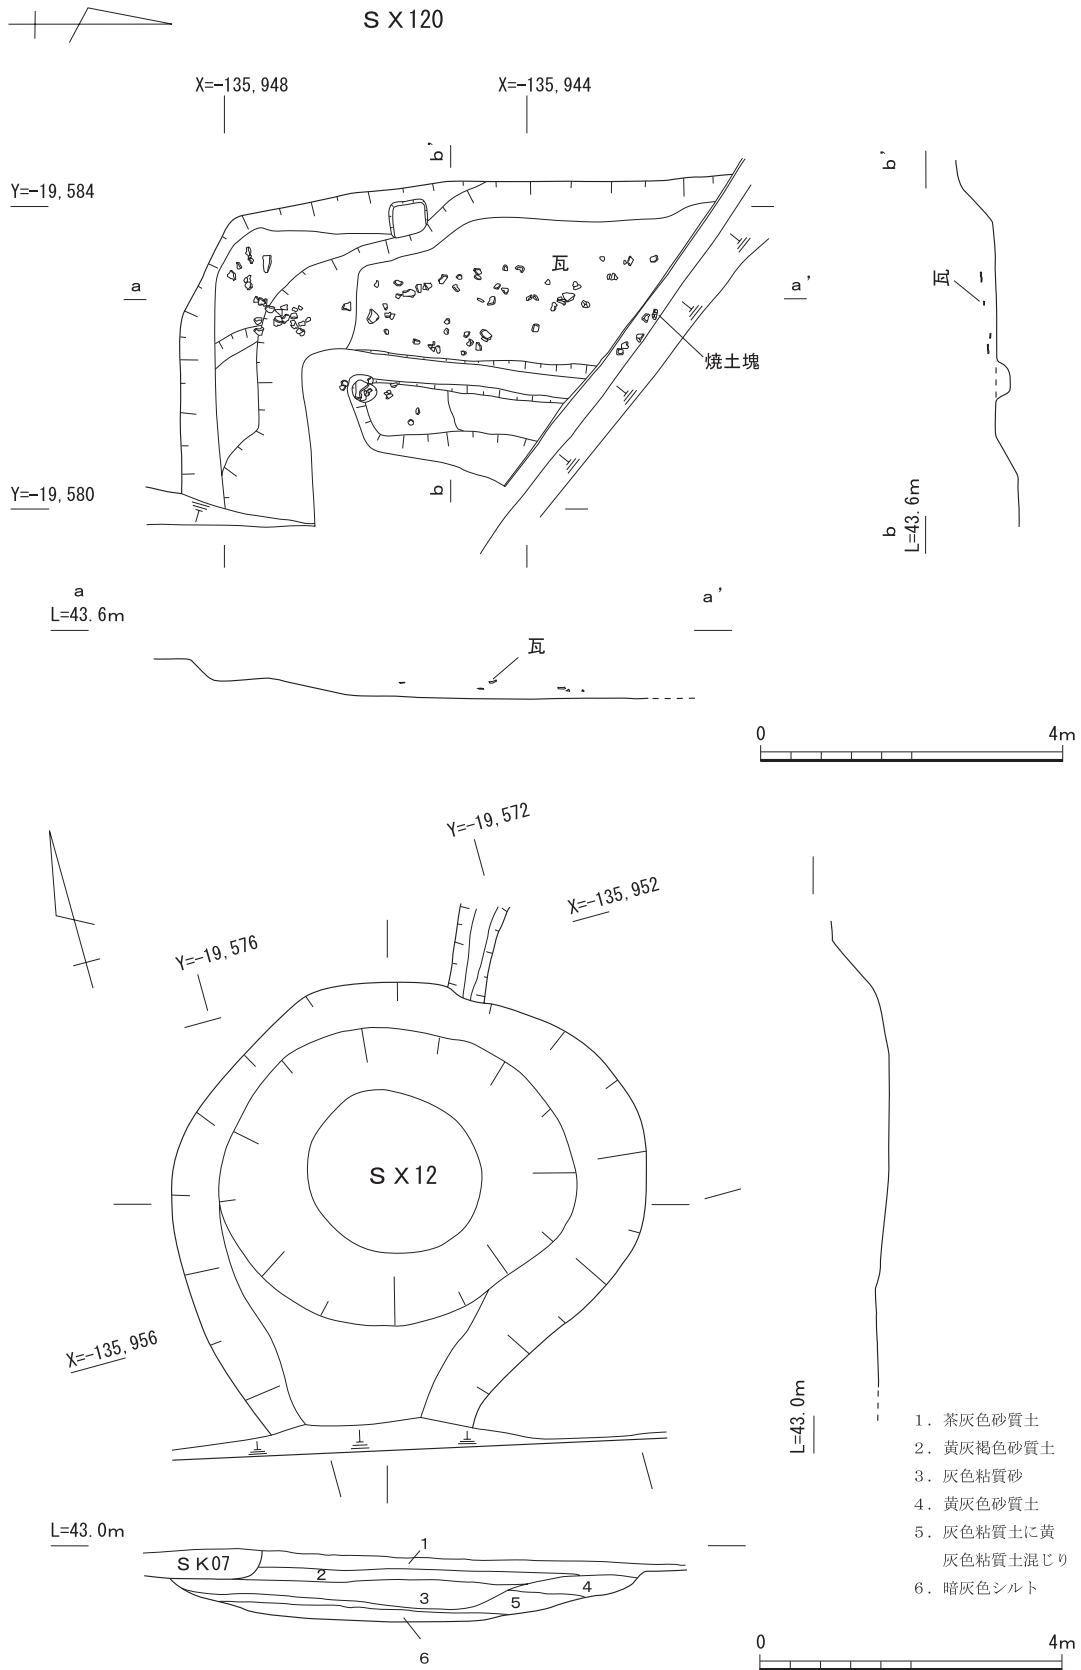 ＳＸ120
X=-135,948
X=-135,944
b'
b'
Y=-19,584
瓦
瓦
a
a'
焼土塊
Y=-19,580
b
b
L=43.6m
a
a'
L=43.6m
瓦
0
4m
Y=-19,572
X=-135,952
Y=-19,576
ＳＸ12
X=-135,956
L=43.0m
1．茶灰色砂質土
2．黄灰褐色砂質土
3．灰色粘質砂
4．黄灰色砂質土
5．灰色粘質土に黄
灰色粘質土混じり
6．暗灰色シルト
L=43.0m
1
ＳＫ07
2
4
3
5
6
0
4m